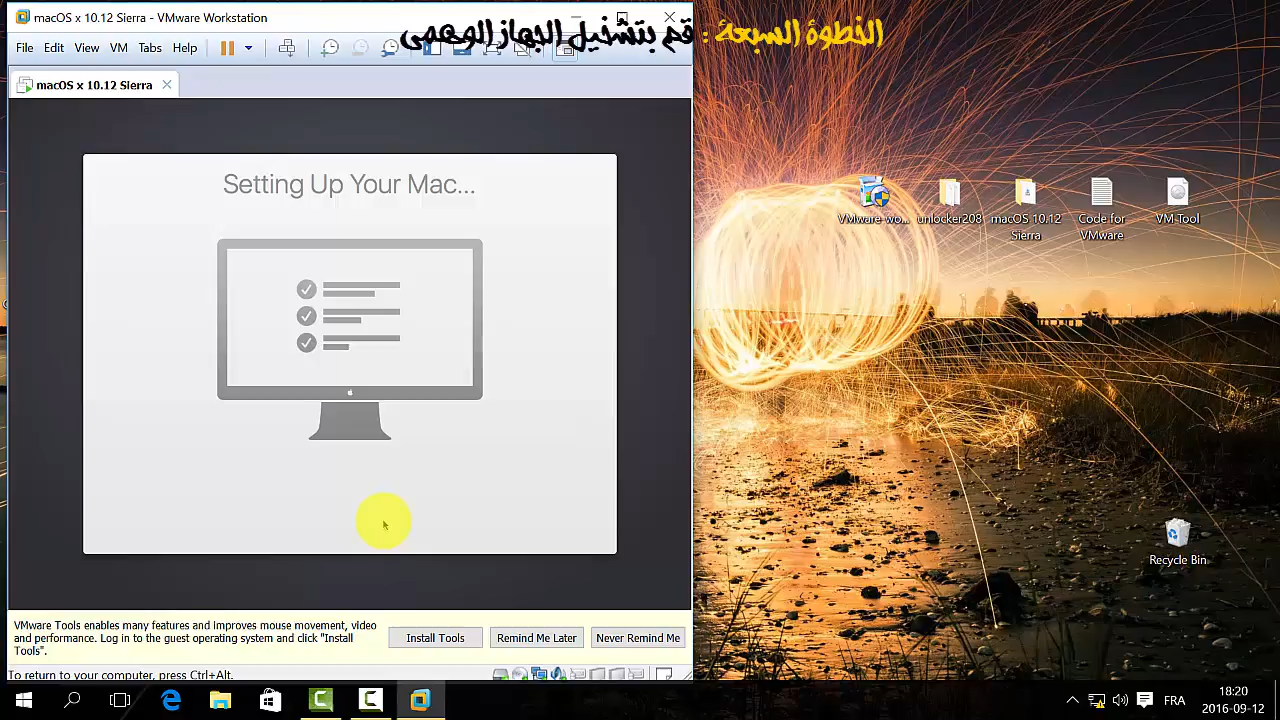 macOS x 10.12 Sierra - VMware Workstation
الخطوة السبعة : قم بتشغيل الجهاز الوهمي
File Edit View VM Tabs Help
macOS x 10.12 Sierra
Setting Up Your Mac...
VMware-wo...
unlocker208
macOS 10.12
Sierra
Code for
VMware
VM-Tool
Recycle Bin
VMware Tools enables many features and improves mouse movement, video
and performance. Log in to the guest operating system and click "Install
Tools".
Install Tools
Remind Me Later
Never Remind Me
To return to your computer, press Ctrl+Alt.
FRA
18:20
2016-09-12